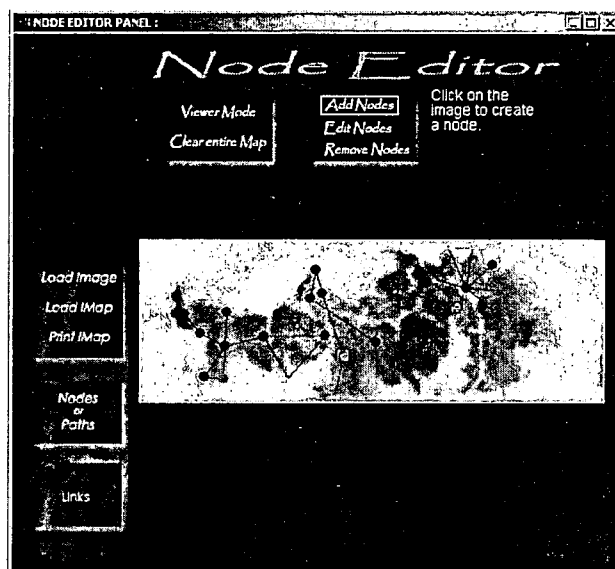 NODE EDITOR PANEL :
Node Editor
Viewer Mode
Clear entire Map
Add Nodes
Edit Nodes
Remove Nodes
Click on the
image to create
a node.
Load Image
Load IMap
Print IMap
Nodes
or
Paths
Links